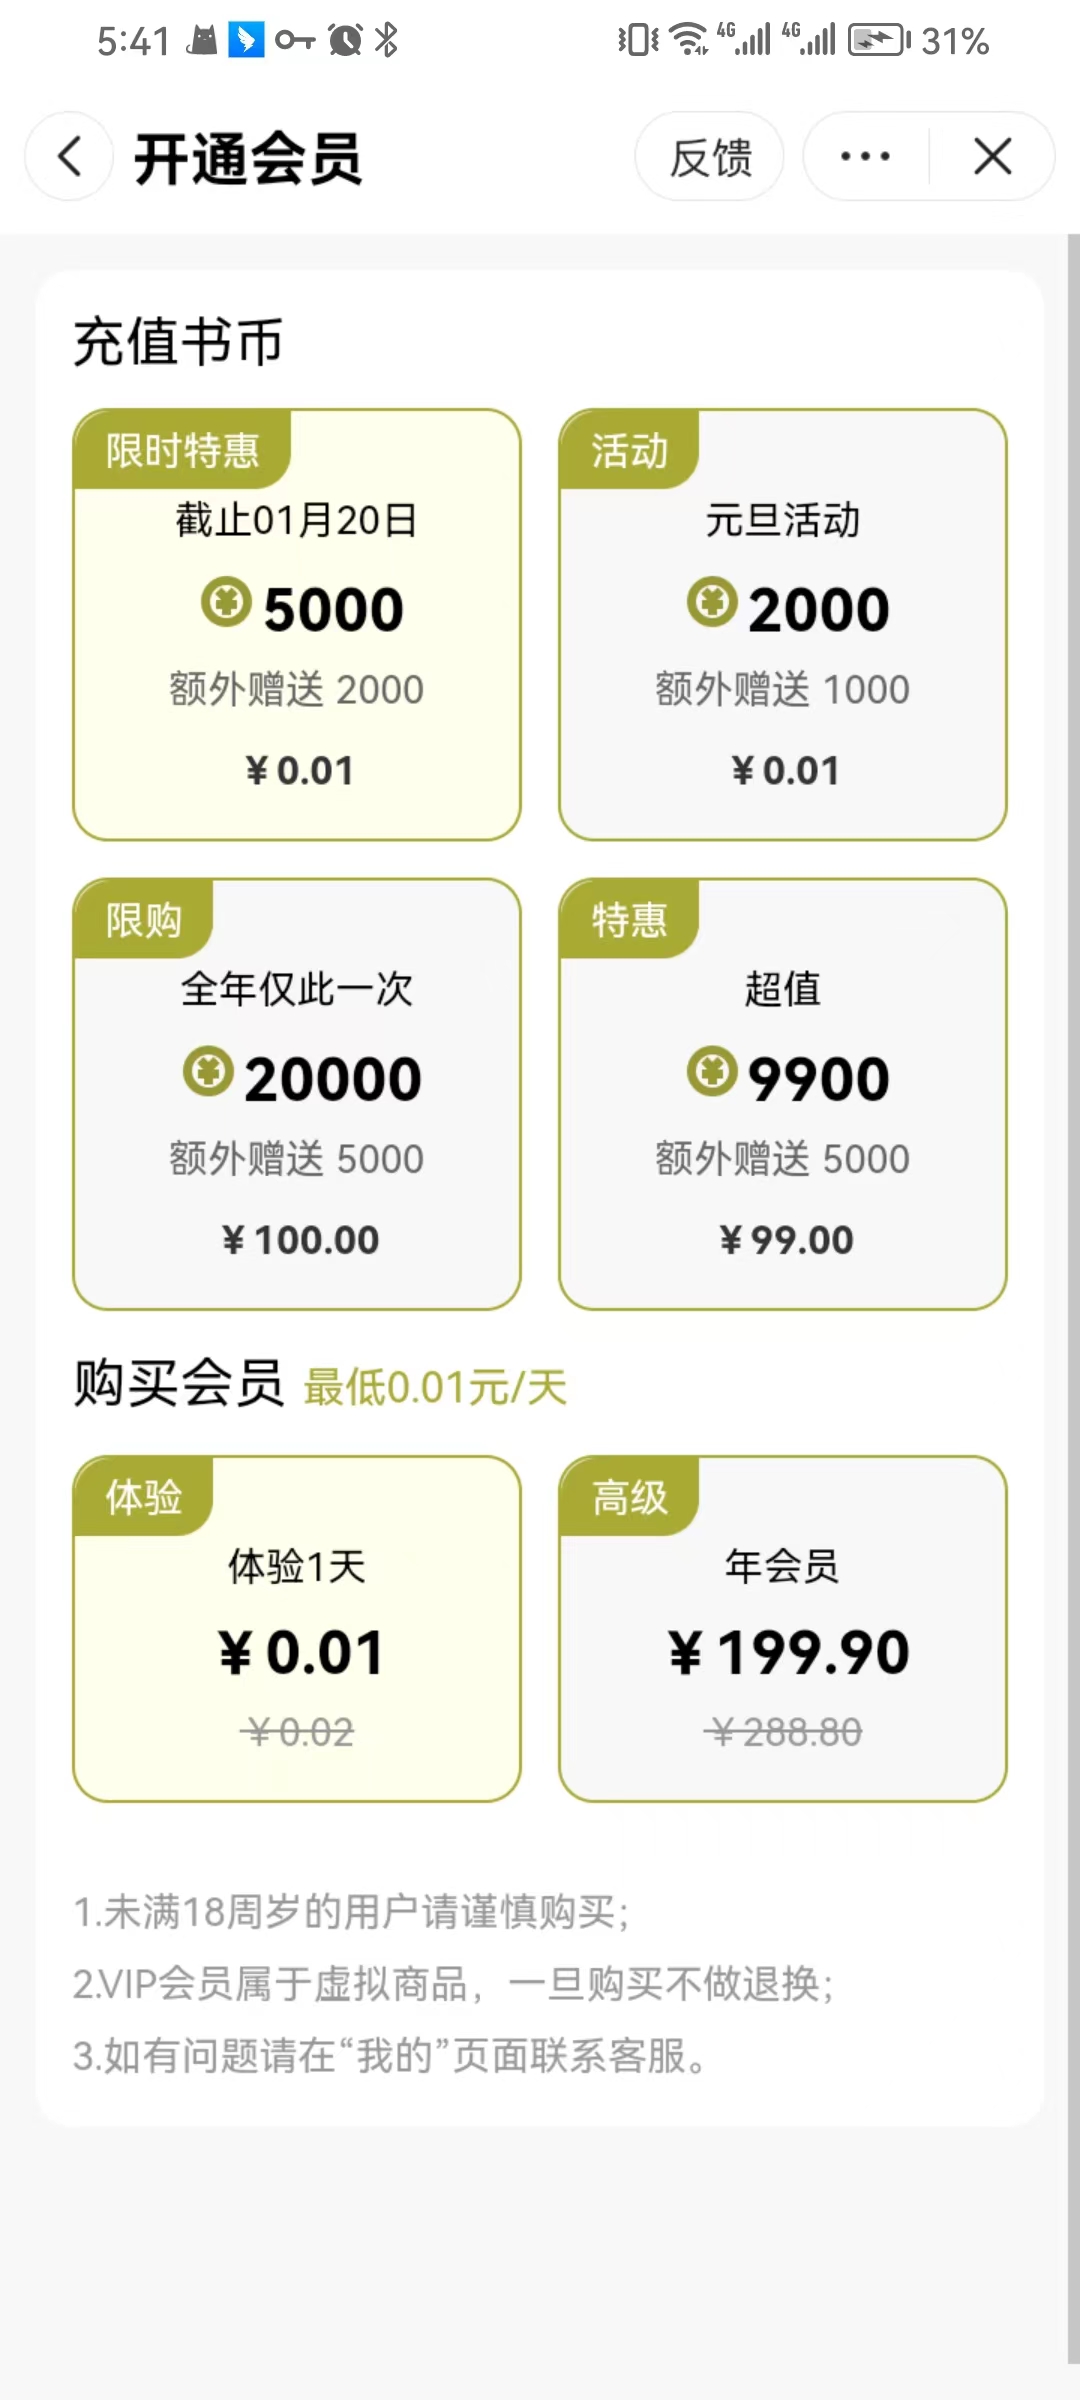 5:41 4G 4G 31%
开通会员 反馈
充值书币
限时特惠
截止01月20日
5000
额外赠送 2000
¥0.01
活动
元旦活动
2000
额外赠送 1000
¥0.01
限购
全年仅此一次
20000
额外赠送 5000
¥100.00
特惠
超值
9900
额外赠送 5000
¥99.00
购买会员 最低0.01元/天
体验
体验1天
¥0.01
¥0.02
高级
年会员
¥199.90
¥288.80
1.未满18周岁的用户请谨慎购买;
2.VIP会员属于虚拟商品，一旦购买不做退换;
3.如有问题请在“我的”页面联系客服。